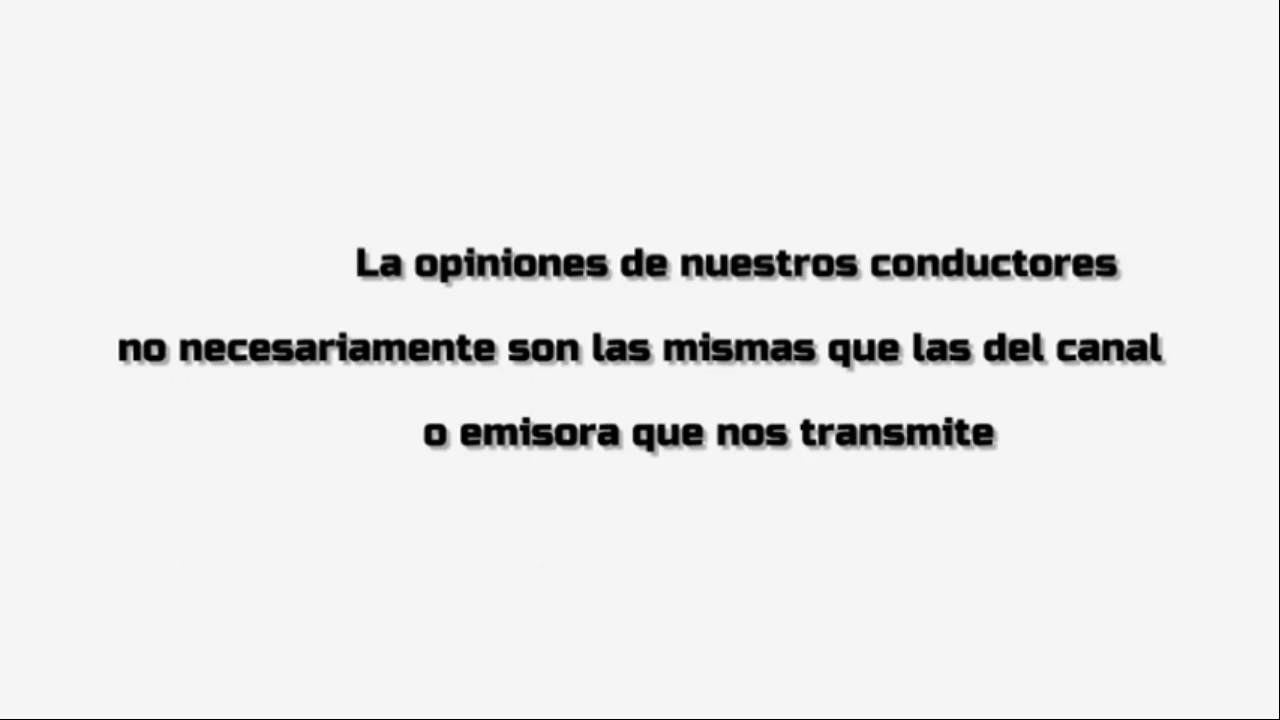 La opiniones de nuestros conductores
no necesariamente son las mismas que las del canal
o emisora que nos transmite